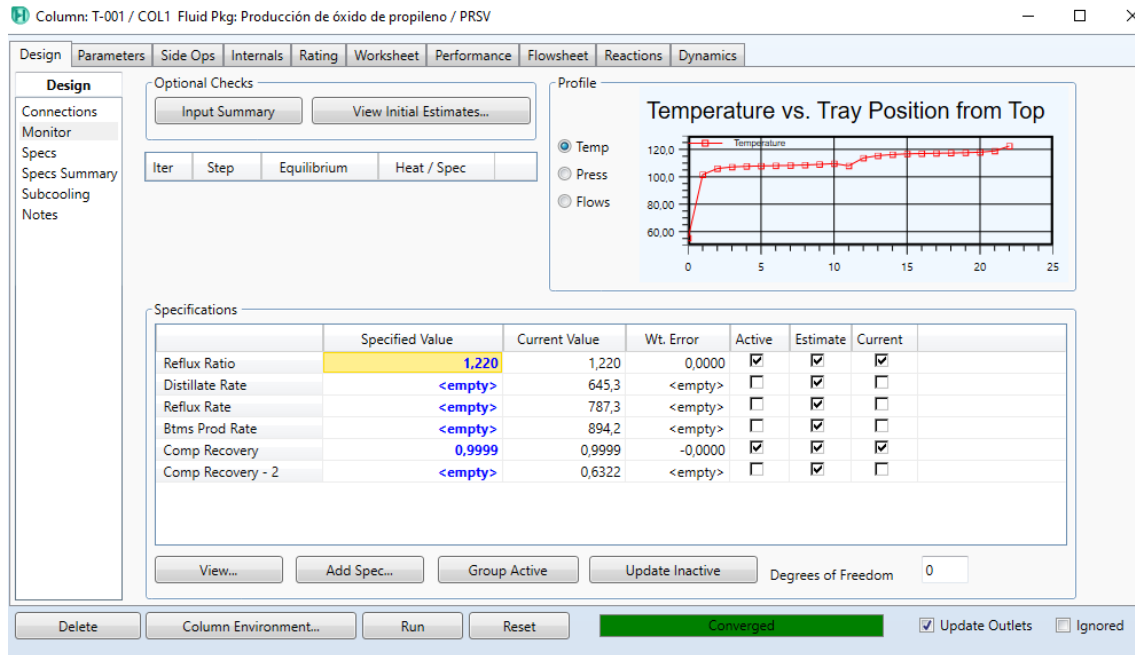 Column: T-001 / COL1 Fluid Pkg: Producción de óxido de propileno / PRSV
Design Parameters Side Ops Internals Rating Worksheet Performance Flowsheet Reactions Dynamics
Design
Connections
Monitor
Specs
Specs Summary
Subcooling
Notes
Optional Checks
Input Summary View Initial Estimates...
Iter Step Equilibrium Heat / Spec
Profile
Temp
Press
Flows
Temperature vs. Tray Position from Top
Temperature
120,0
100,0
80,00
60,00
0 5 10 15 20 25
Specifications
Specified Value Current Value Wt. Error Active Estimate Current
Reflux Ratio 1,220 1,220 0,0000
Distillate Rate <empty> 645,3 <empty>
Reflux Rate <empty> 787,3 <empty>
Btms Prod Rate <empty> 894,2 <empty>
Comp Recovery 0,9999 0,9999 -0,0000
Comp Recovery - 2 <empty> 0,6322 <empty>
View... Add Spec... Group Active Update Inactive Degrees of Freedom 0
Delete Column Environment... Run Reset Converged Update Outlets Ignored